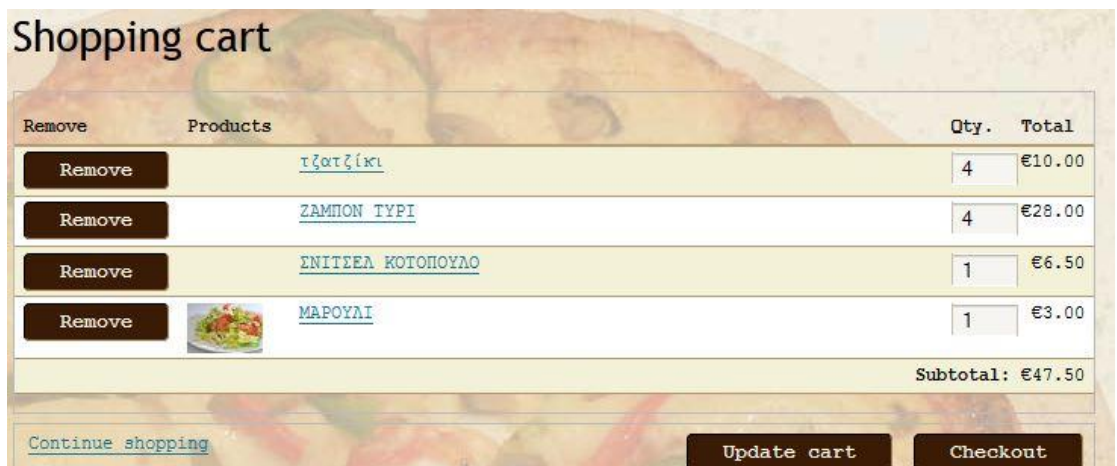 Shopping cart
Remove Products Qty. Total
Remove τζατζίκι 4 €10.00
Remove ΖΑΜΠΟΝ ΤΥΡΙ 4 €28.00
Remove ΣΝΙΤΣΕΛ ΚΟΤΟΠΟΥΛΟ 1 €6.50
Remove ΜΑΡΟΥΛΙ 1 €3.00
Subtotal: €47.50
Continue shopping Update cart Checkout